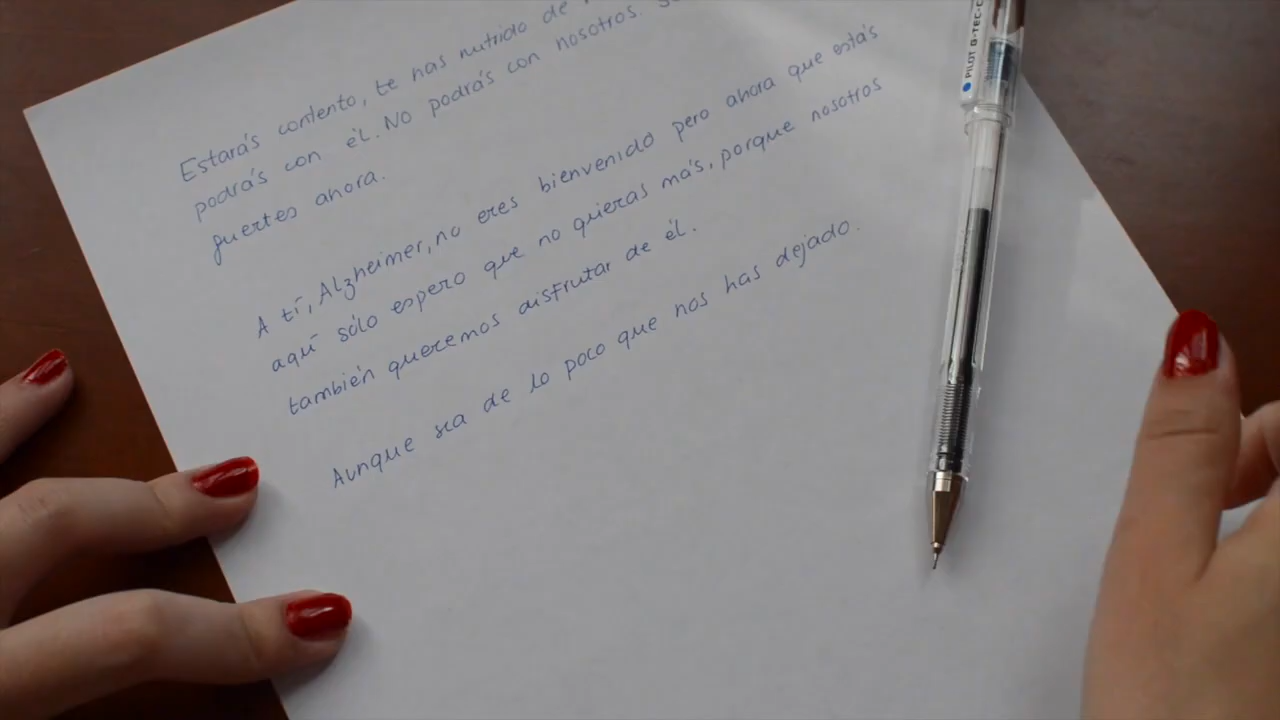 Estarás contento, te has nutrido de
podrás con él. No podrás con nosotros.
fuertes ahora.
A tí, Alzheimer, no eres bienvenido pero ahora que estás
aquí sólo espero que no quieras más, porque nosotros
también queremos disfrutar de él.
Aunque sea de lo poco que nos has dejado.
PILOT G-TEC-C